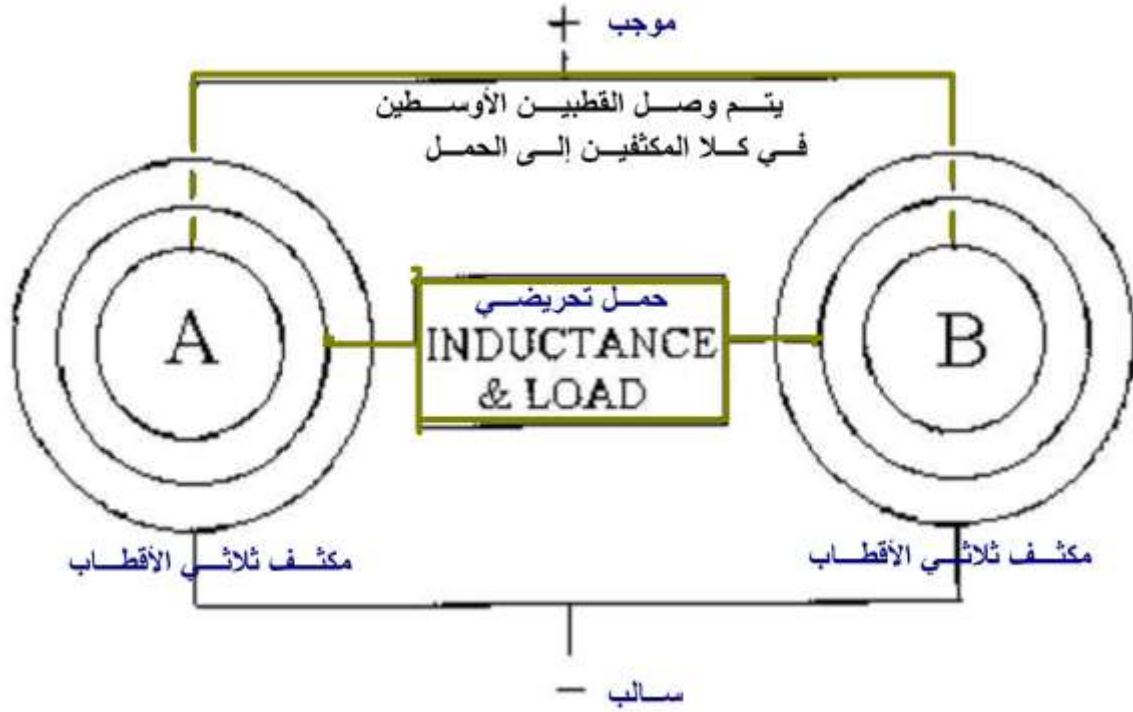 + موجب
يتم وصل القطبين الأوسطين
في كلا المكثفين إلى الحمل
A
حمل تحريضي
INDUCTANCE
& LOAD
B
مكثف ثلاثي الأقطاب
مكثف ثلاثي الأقطاب
– سالب